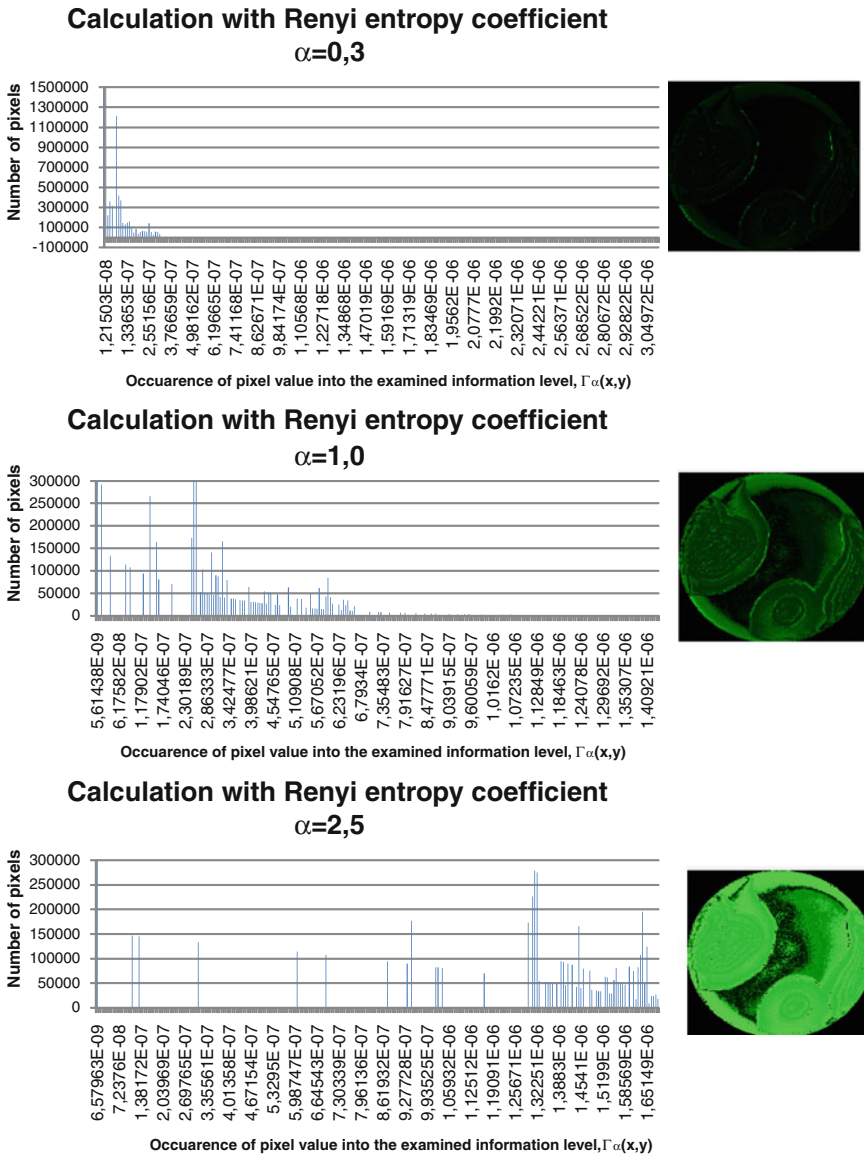 Calculation with Renyi entropy coefficient
α=0,3
Number of pixels
1500000
1300000
1100000
900000
700000
500000
300000
100000
-100000
1,21503E-08
1,33653E-07
2,55156E-07
3,76659E-07
4,98162E-07
6,19665E-07
7,41168E-07
8,62671E-07
9,84174E-07
1,10568E-06
1,22718E-06
1,34868E-06
1,47019E-06
1,59169E-06
1,71319E-06
1,83469E-06
1,9562E-06
2,0777E-06
2,1992E-06
2,32071E-06
2,44221E-06
2,56371E-06
2,68522E-06
2,80672E-06
2,92822E-06
3,04972E-06
Occuarence of pixel value into the examined information level, Γα(x,y)
Calculation with Renyi entropy coefficient
α=1,0
Number of pixels
300000
250000
200000
150000
100000
50000
0
5,61438E-09
6,17582E-08
1,17902E-07
1,74046E-07
2,30189E-07
2,86333E-07
3,42477E-07
3,98621E-07
4,54765E-07
5,10908E-07
5,67052E-07
6,23196E-07
6,7934E-07
7,35483E-07
7,91627E-07
8,47771E-07
9,03915E-07
9,60059E-07
1,0162E-06
1,07235E-06
1,12849E-06
1,18463E-06
1,24078E-06
1,29692E-06
1,35307E-06
1,40921E-06
Occuarence of pixel value into the examined information level, Γα(x,y)
Calculation with Renyi entropy coefficient
α=2,5
Number of pixels
300000
250000
200000
150000
100000
50000
0
6,57963E-09
7,2376E-08
1,38172E-07
2,03969E-07
2,69765E-07
3,35561E-07
4,01358E-07
4,67154E-07
5,3295E-07
5,98747E-07
6,64543E-07
7,30339E-07
7,96136E-07
8,61932E-07
9,27728E-07
9,93525E-07
1,05932E-06
1,12512E-06
1,19091E-06
1,25671E-06
1,32251E-06
1,3883E-06
1,4541E-06
1,5199E-06
1,58569E-06
1,65149E-06
Occuarence of pixel value into the examined information level,Γα(x,y)